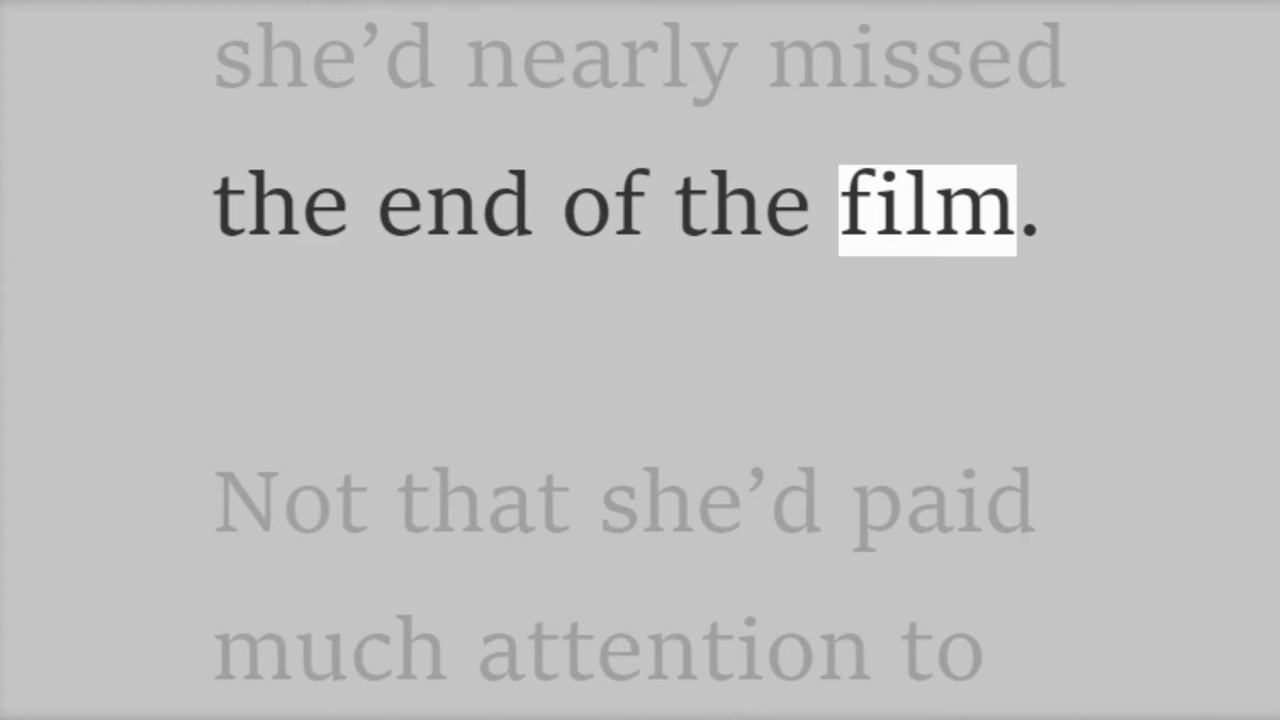 she’d nearly missed
the end of the film.
Not that she’d paid
much attention to